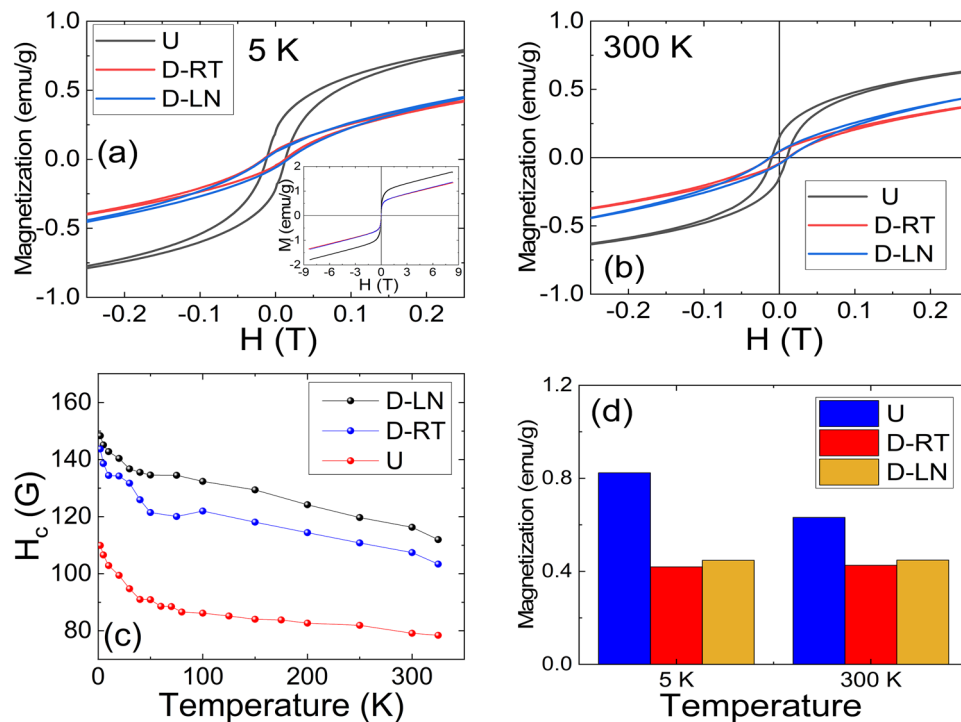 1.0
0.5
0.0
-0.5
-1.0
Magnetization (emu/g)
U
D-RT
D-LN
5 K
(a)
2
1
0
-1
-2
M (emu/g)
-9 -6 -3 0 3 6 9
H (T)
-0.2 -0.1 0.0 0.1 0.2
H (T)
1.0
0.5
0.0
-0.5
-1.0
Magnetization (emu/g)
300 K
U
D-RT
D-LN
(b)
-0.2 -0.1 0.0 0.1 0.2
H (T)
160
140
120
100
80
Hc (G)
D-LN
D-RT
U
(c)
0 50 100 150 200 250 300
Temperature (K)
1.2
0.8
0.4
0.0
Magnetization (emu/g)
(d)
U
D-RT
D-LN
5 K 300 K
Temperature